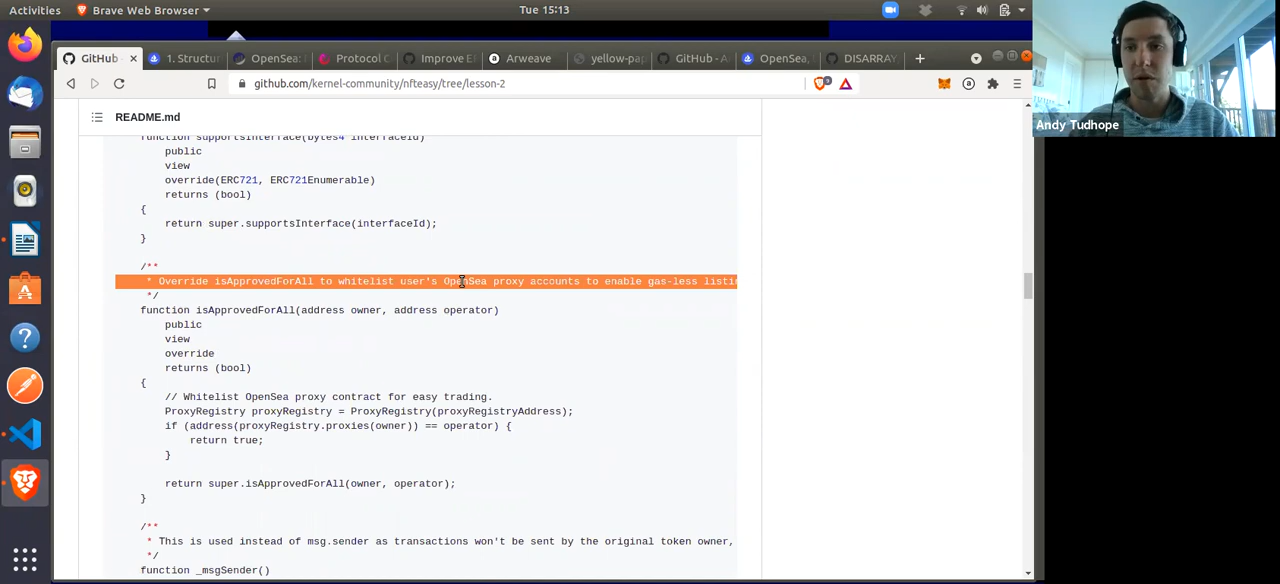 Activities
Brave Web Browser
Tue 15:13
GitHub
1. Structur
OpenSea:
Protocol
Improve E
Arweave
yellow-pap
GitHub - A
OpenSea,
DISARRAY
github.com/kernel-community/nfteasy/tree/lesson-2
9
Andy Tudhope
README.md
function supportsInterface(bytes4 interfaceId)
public
view
override(ERC721, ERC721Enumerable)
returns (bool)
{
return super.supportsInterface(interfaceId);
}
/**
* Override isApprovedForAll to whitelist user's OpenSea proxy accounts to enable gas-less listin
*/
function isApprovedForAll(address owner, address operator)
public
view
override
returns (bool)
{
// Whitelist OpenSea proxy contract for easy trading.
ProxyRegistry proxyRegistry = ProxyRegistry(proxyRegistryAddress);
if (address(proxyRegistry.proxies(owner)) == operator) {
return true;
}
return super.isApprovedForAll(owner, operator);
}
/**
* This is used instead of msg.sender as transactions won't be sent by the original token owner,
*/
function _msgSender()